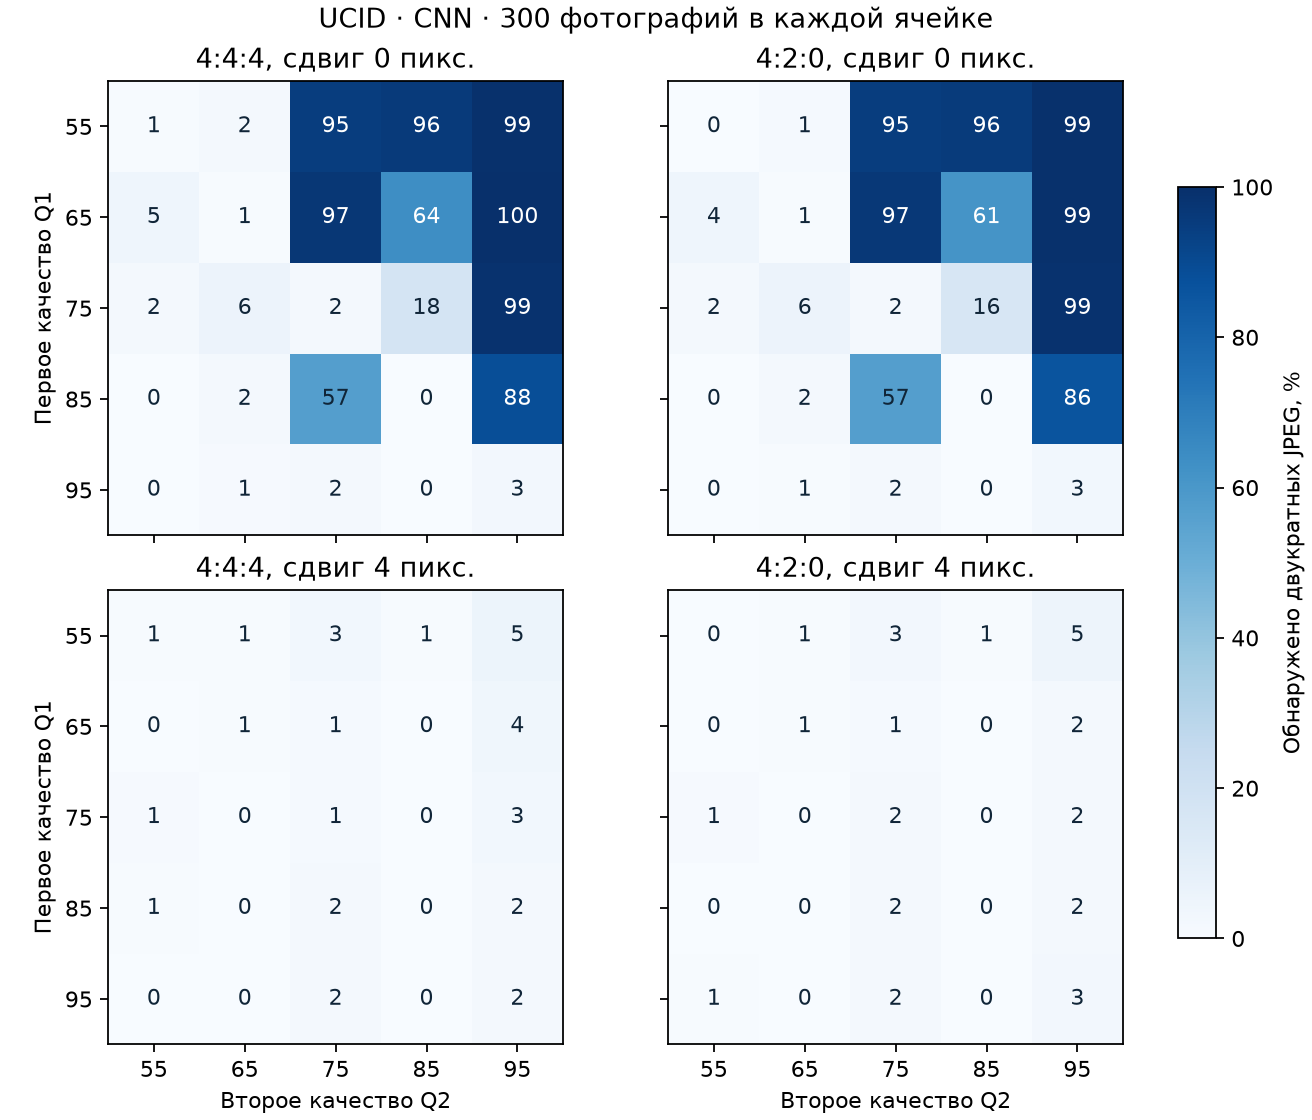 UCID · CNN · 300 фотографий в каждой ячейке
4:4:4, сдвиг 0 пикс.
4:2:0, сдвиг 0 пикс.
Первое качество Q1
55 1 2 95 96 99
65 5 1 97 64 100
75 2 6 2 18 99
85 0 2 57 0 88
95 0 1 2 0 3
0 1 95 96 99
4 1 97 61 99
2 6 2 16 99
0 2 57 0 86
0 1 2 0 3
4:4:4, сдвиг 4 пикс.
4:2:0, сдвиг 4 пикс.
Первое качество Q1
55 1 1 3 1 5
65 0 1 1 0 4
75 1 0 1 0 3
85 1 0 2 0 2
95 0 0 2 0 2
55 65 75 85 95
Второе качество Q2
0 1 3 1 5
0 1 1 0 2
1 0 2 0 2
0 0 2 0 2
1 0 2 0 3
55 65 75 85 95
Второе качество Q2
100
80
60
40
20
0
Обнаружено двукратных JPEG, %